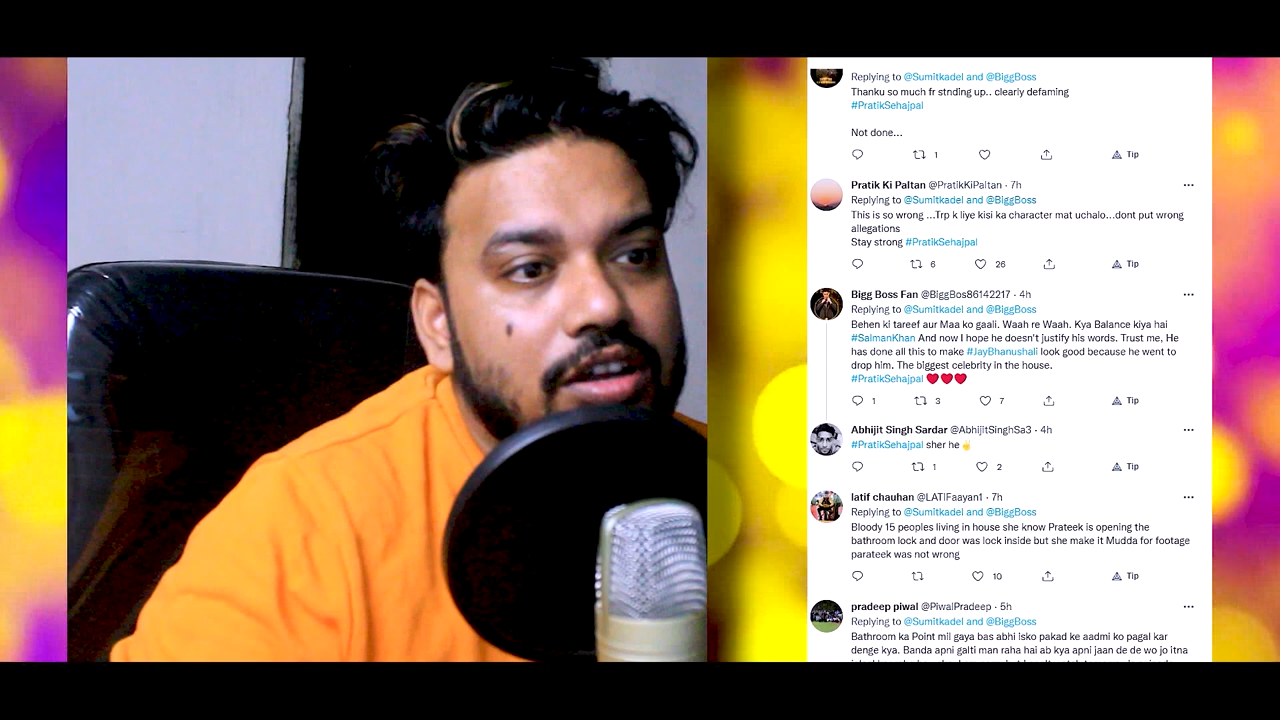 Replying to @Sumitkadel and @BiggBoss
Thanku so much fr stnding up.. clearly defaming
#PratikSehajpal
Not done...
1 Tip
Pratik Ki Paltan @PratikKiPaltan · 7h
Replying to @Sumitkadel and @BiggBoss
This is so wrong ...Trp k liye kisi ka character mat uchalo...dont put wrong
allegations
Stay strong #PratikSehajpal
6 26 Tip
Bigg Boss Fan @BiggBos86142217 · 4h
Replying to @Sumitkadel and @BiggBoss
Behen ki tareef aur Maa ko gaali. Waah re Waah. Kya Balance kiya hai
#SalmanKhan And now I hope he doesn't justify his words. Trust me, He
has done all this to make #JayBhanushali look good because he went to
drop him. The biggest celebrity in the house.
#PratikSehajpal ❤️❤️❤️
1 3 7 Tip
Abhijit Singh Sardar @AbhijitSinghSa3 · 4h
#PratikSehajpal sher he ✌
1 2 Tip
latif chauhan @LATIFaayan1 · 7h
Replying to @Sumitkadel and @BiggBoss
Bloody 15 peoples living in house she know Prateek is opening the
bathroom lock and door was lock inside but she make it Mudda for footage
parateek was not wrong
10 Tip
pradeep piwal @PiwalPradeep · 5h
Replying to @Sumitkadel and @BiggBoss
Bathroom ka Point mil gaya bas abhi isko pakad ke aadmi ko pagal kar
denge kya. Banda apni galti man raha hai ab kya apni jaan de de wo jo itna